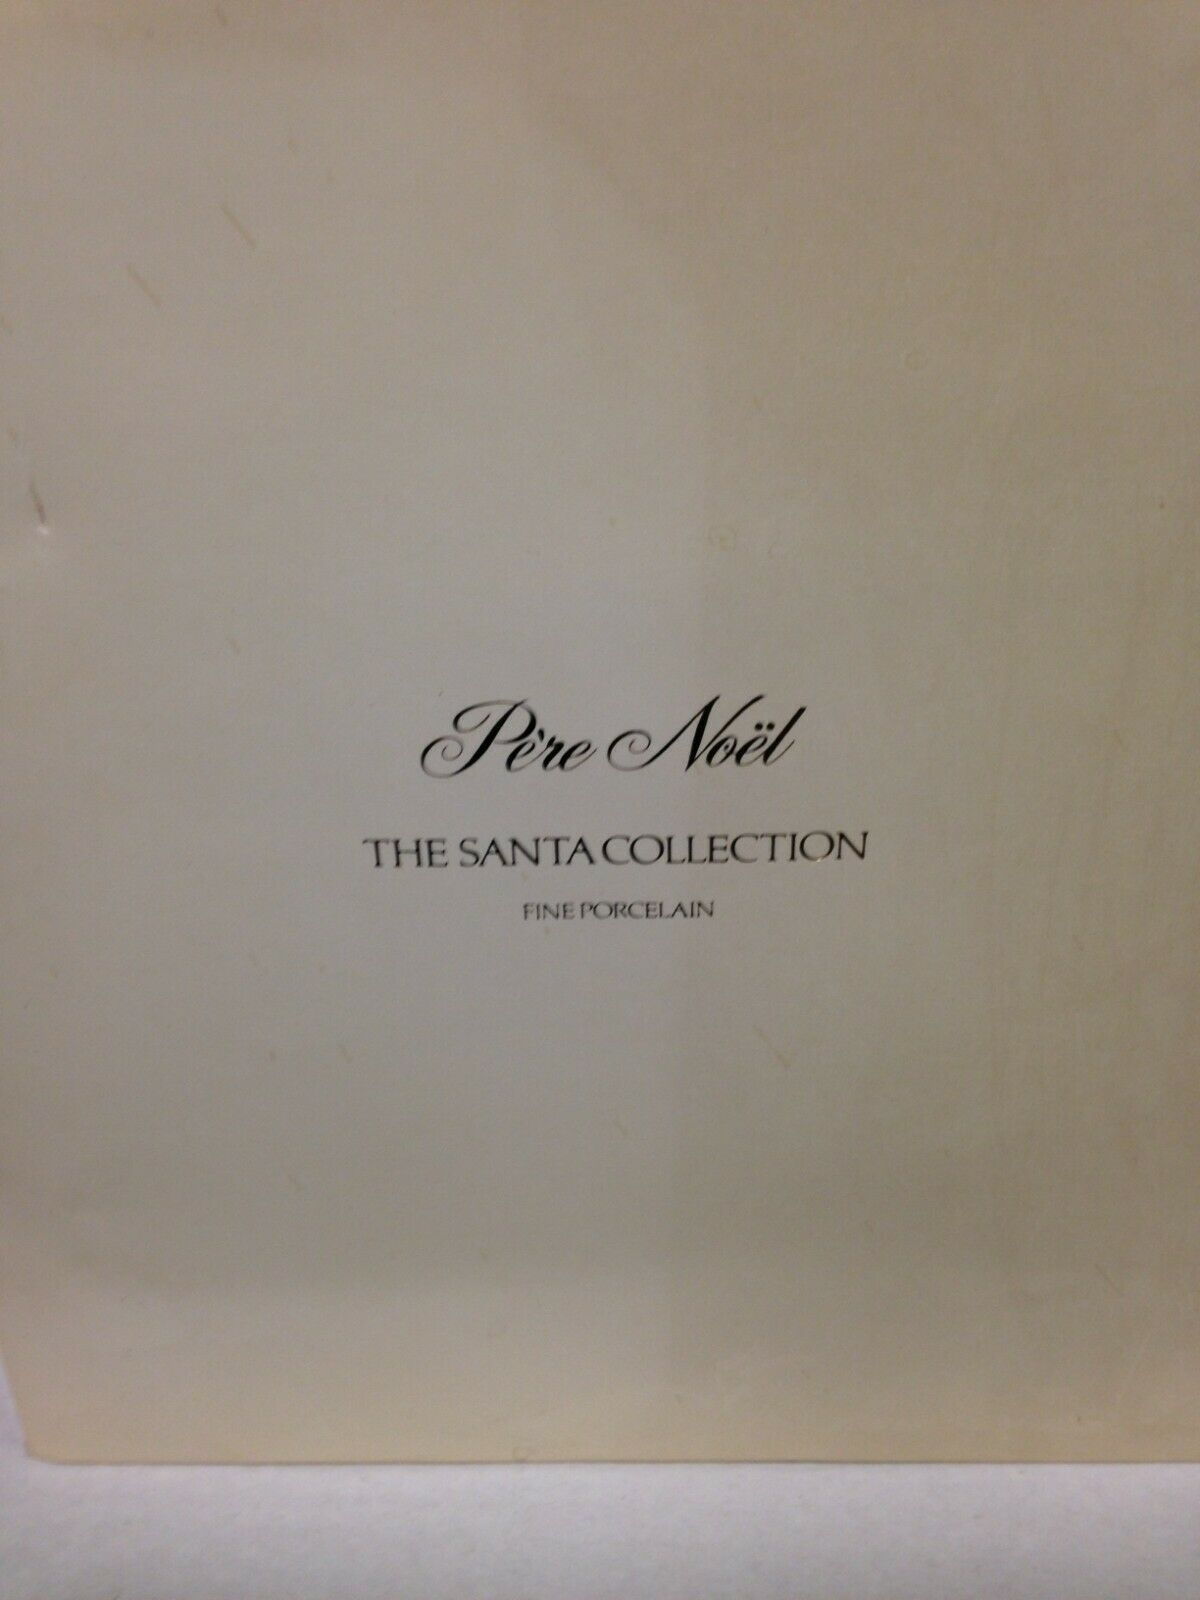 Père Noël
THE SANTA COLLECTION
FINE PORCELAIN